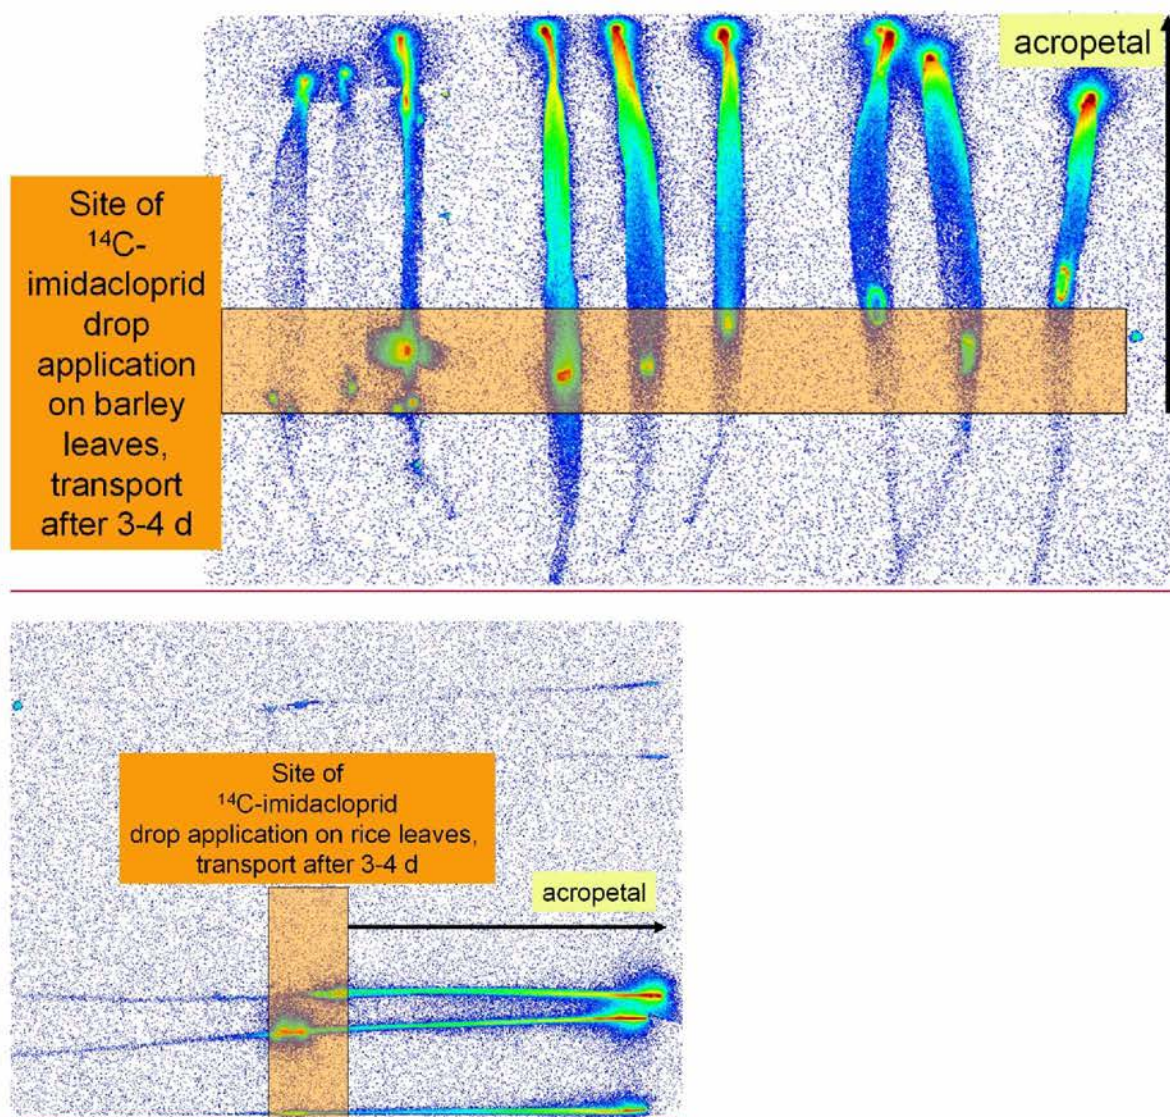 acropetal
Site of
¹⁴C-
imidacloprid
drop
application
on barley
leaves,
transport
after 3-4 d
Site of
¹⁴C-imidacloprid
drop application on rice leaves,
transport after 3-4 d
acropetal